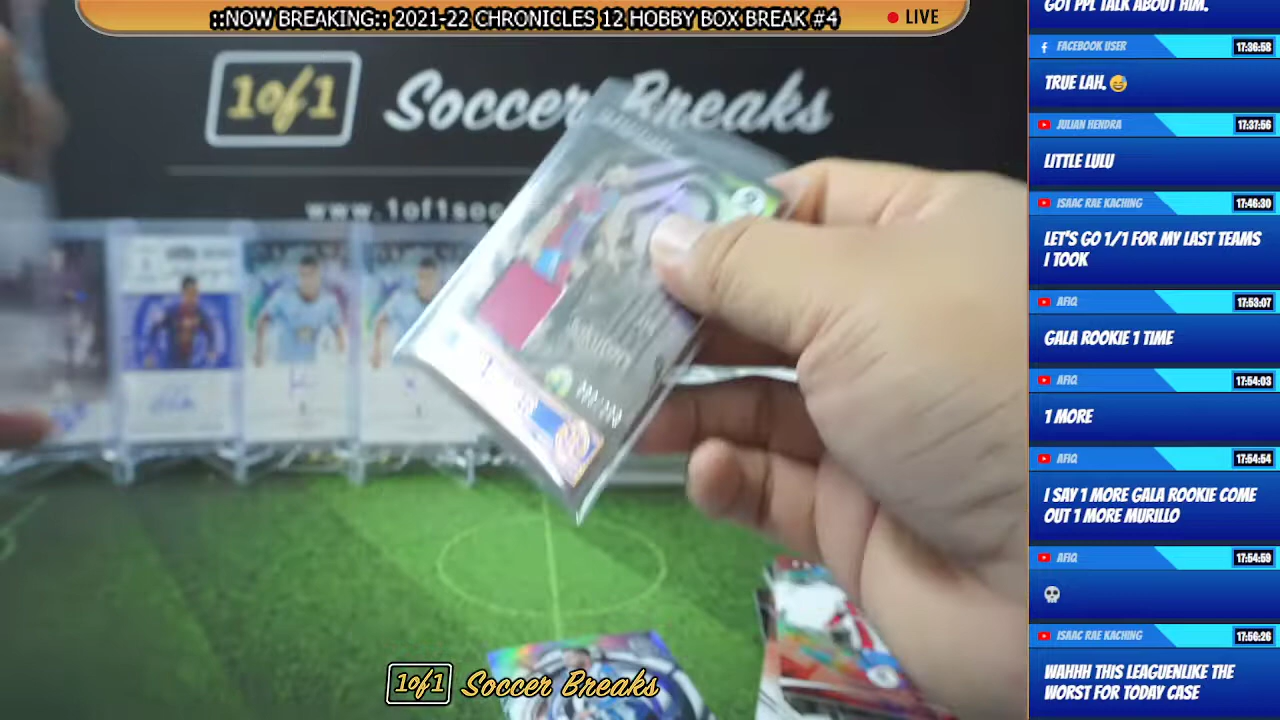 ::NOW BREAKING:: 2021-22 CHRONICLES 12 HOBBY BOX BREAK #4
LIVE
1of1 Soccer Breaks
www.1of1soc
1of1 Soccer Breaks
GOT PPL TALK ABOUT HIM.
FACEBOOK USER 17:36:58
TRUE LAH. 😅
JULIAN HENDRA 17:37:56
LITTLE LULU
ISAAC RAE KACHING 17:46:30
LET'S GO 1/1 FOR MY LAST TEAMS
I TOOK
AFIQ 17:53:07
GALA ROOKIE 1 TIME
AFIQ 17:54:03
1 MORE
AFIQ 17:54:54
I SAY 1 MORE GALA ROOKIE COME
OUT 1 MORE MURILLO
AFIQ 17:54:59
💀
ISAAC RAE KACHING 17:56:26
WAHHH THIS LEAGUENLIKE THE
WORST FOR TODAY CASE